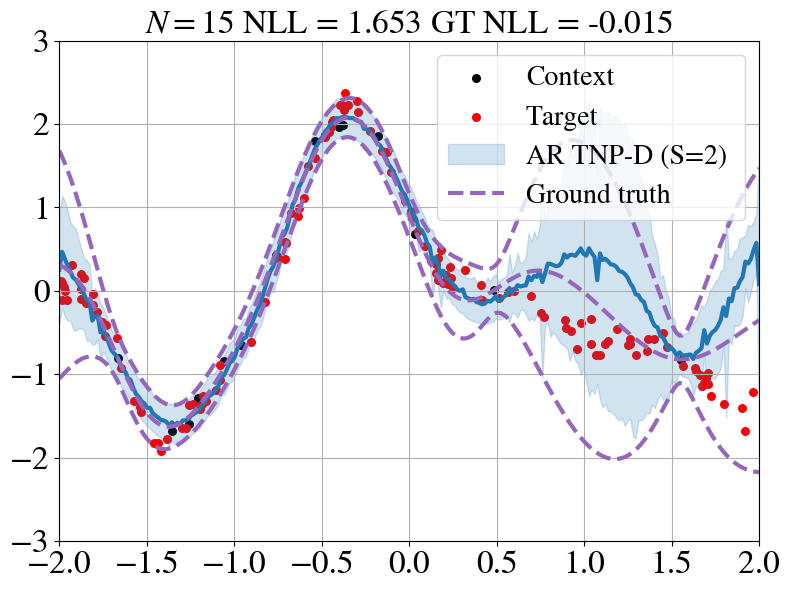 N = 15 NLL = 1.653 GT NLL = -0.015
3
2
1
0
−1
−2
−3
Context
Target
AR TNP-D (S=2)
Ground truth
−2.0 −1.5 −1.0 −0.5 0.0 0.5 1.0 1.5 2.0